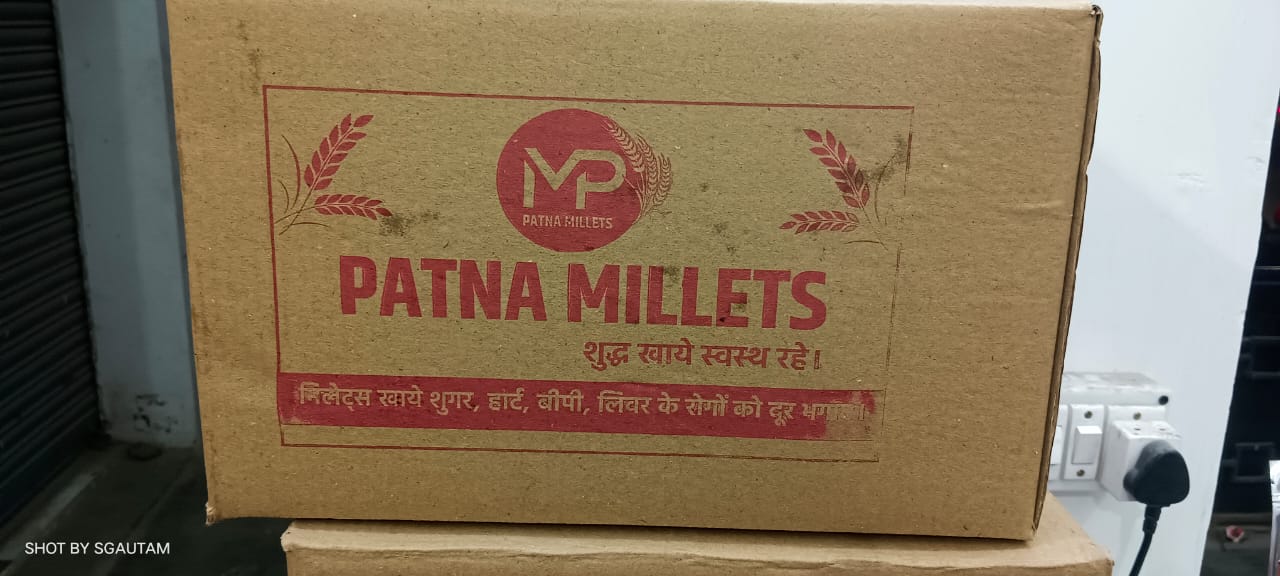 MP
PATNA MILLETS
PATNA MILLETS
शुद्ध खाये स्वस्थ रहे।
मिलेट्स खाये शुगर, हार्ट, बीपी, लिवर के रोगों को दूर
SHOT BY SGAUTAM